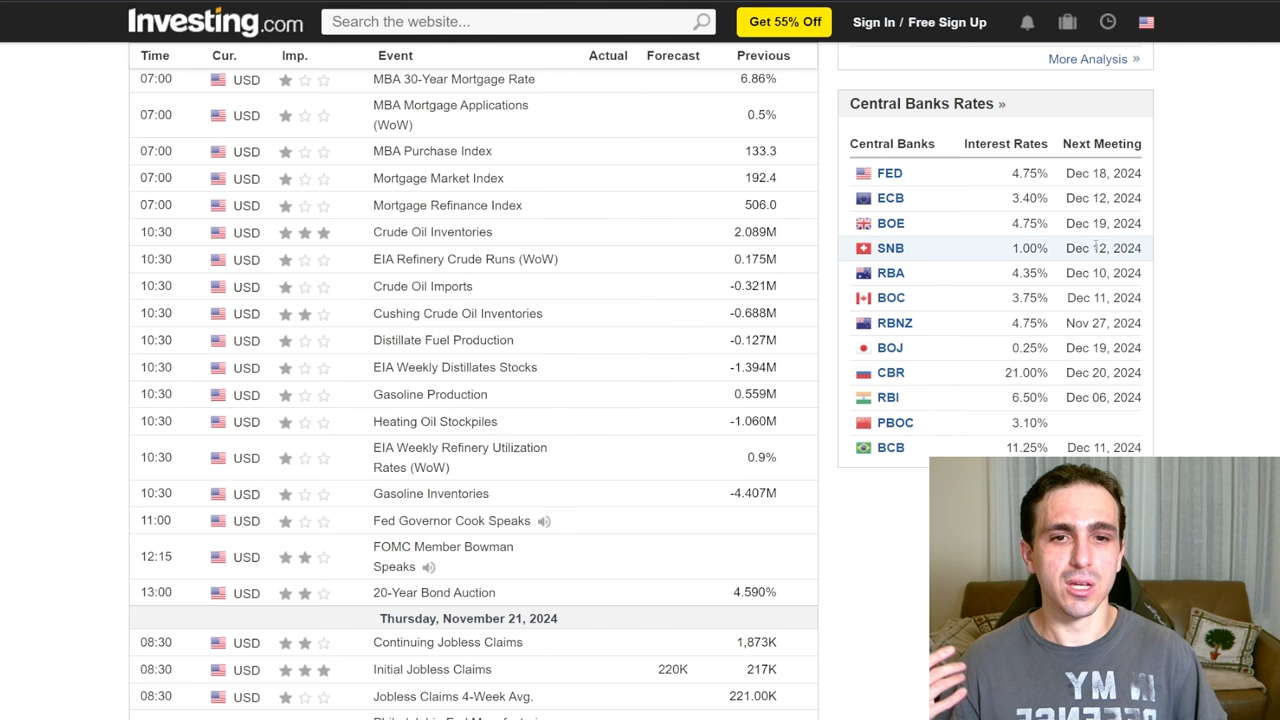 Investing.com
Search the website...
Get 55% Off
Sign In / Free Sign Up
Time Cur. Imp. Event Actual Forecast Previous
07:00 USD MBA 30-Year Mortgage Rate 6.86%
07:00 USD MBA Mortgage Applications (WoW) 0.5%
07:00 USD MBA Purchase Index 133.3
07:00 USD Mortgage Market Index 192.4
07:00 USD Mortgage Refinance Index 506.0
10:30 USD Crude Oil Inventories 2.089M
10:30 USD EIA Refinery Crude Runs (WoW) 0.175M
10:30 USD Crude Oil Imports -0.321M
10:30 USD Cushing Crude Oil Inventories -0.688M
10:30 USD Distillate Fuel Production -0.127M
10:30 USD EIA Weekly Distillates Stocks -1.394M
10:30 USD Gasoline Production 0.559M
10:30 USD Heating Oil Stockpiles -1.060M
10:30 USD EIA Weekly Refinery Utilization Rates (WoW) 0.9%
10:30 USD Gasoline Inventories -4.407M
11:00 USD Fed Governor Cook Speaks
12:15 USD FOMC Member Bowman Speaks
13:00 USD 20-Year Bond Auction 4.590%
Thursday, November 21, 2024
08:30 USD Continuing Jobless Claims 1,873K
08:30 USD Initial Jobless Claims 220K 217K
08:30 USD Jobless Claims 4-Week Avg. 221.00K
More Analysis »
Central Banks Rates »
Central Banks Interest Rates Next Meeting
FED 4.75% Dec 18, 2024
ECB 3.40% Dec 12, 2024
BOE 4.75% Dec 19, 2024
SNB 1.00% Dec 12, 2024
RBA 4.35% Dec 10, 2024
BOC 3.75% Dec 11, 2024
RBNZ 4.75% Nov 27, 2024
BOJ 0.25% Dec 19, 2024
CBR 21.00% Dec 20, 2024
RBI 6.50% Dec 06, 2024
PBOC 3.10%
BCB 11.25% Dec 11, 2024
IN MY